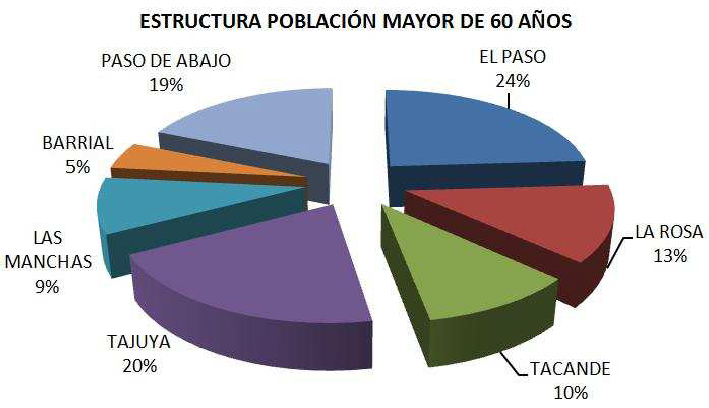 ESTRUCTURA POBLACIÓN MAYOR DE 60 AÑOS
EL PASO
24%
LA ROSA
13%
TACANDE
10%
TAJUYA
20%
LAS
MANCHAS
9%
BARRIAL
5%
PASO DE ABAJO
19%